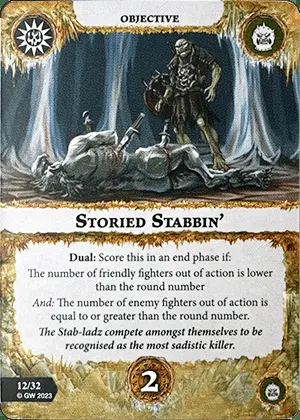 OBJECTIVE
STORIED STABBIN'
Dual: Score this in an end phase if:
The number of friendly fighters out of action is lower
than the round number
And: The number of enemy fighters out of action is
equal to or greater than the round number.
The Stab-ladz compete amongst themselves to be
recognised as the most sadistic killer.
12/32
© GW 2023
2